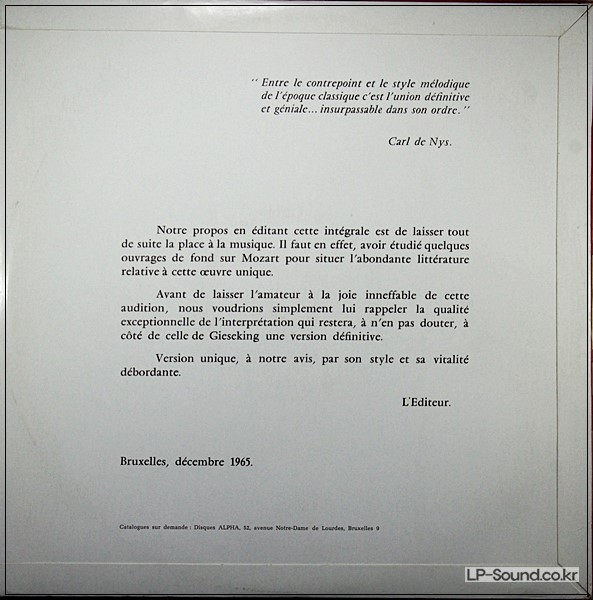 " Entre le contrepoint et le style mélodique
de l'époque classique c'est l'union définitive
et géniale... insurpassable dans son ordre. "
Carl de Nys.
Notre propos en éditant cette intégrale est de laisser tout
de suite la place à la musique. Il faut en effet, avoir étudié quelques
ouvrages de fond sur Mozart pour situer l'abondante littérature
relative à cette œuvre unique.
Avant de laisser l'amateur à la joie inneffable de cette
audition, nous voudrions simplement lui rappeler la qualité
exceptionnelle de l'interprétation qui restera, à n'en pas douter, à
côté de celle de Gieseking une version définitive.
Version unique, à notre avis, par son style et sa vitalité
débordante.
L'Editeur.
Bruxelles, décembre 1965.
Catalogues sur demande : Disques ALPHA, 52, avenue Notre-Dame de Lourdes, Bruxelles 9
LP-Sound.co.kr